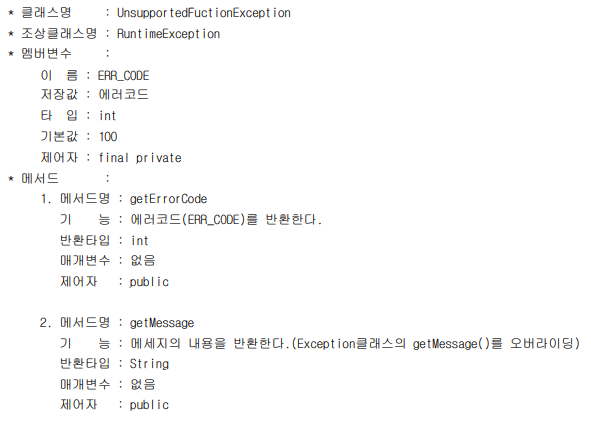 * 클래스명 : UnsupportedFuctionException
* 조상클래스명 : RuntimeException
* 멤버변수 :
이 름 : ERR_CODE
저장값 : 에러코드
타 입 : int
기본값 : 100
제어자 : final private
* 메서드 :
1. 메서드명 : getErrorCode
기 능 : 에러코드(ERR_CODE)를 반환한다.
반환타입 : int
매개변수 : 없음
제어자 : public
2. 메서드명 : getMessage
기 능 : 메세지의 내용을 반환한다.(Exception클래스의 getMessage()를 오버라이딩)
반환타입 : String
매개변수 : 없음
제어자 : public